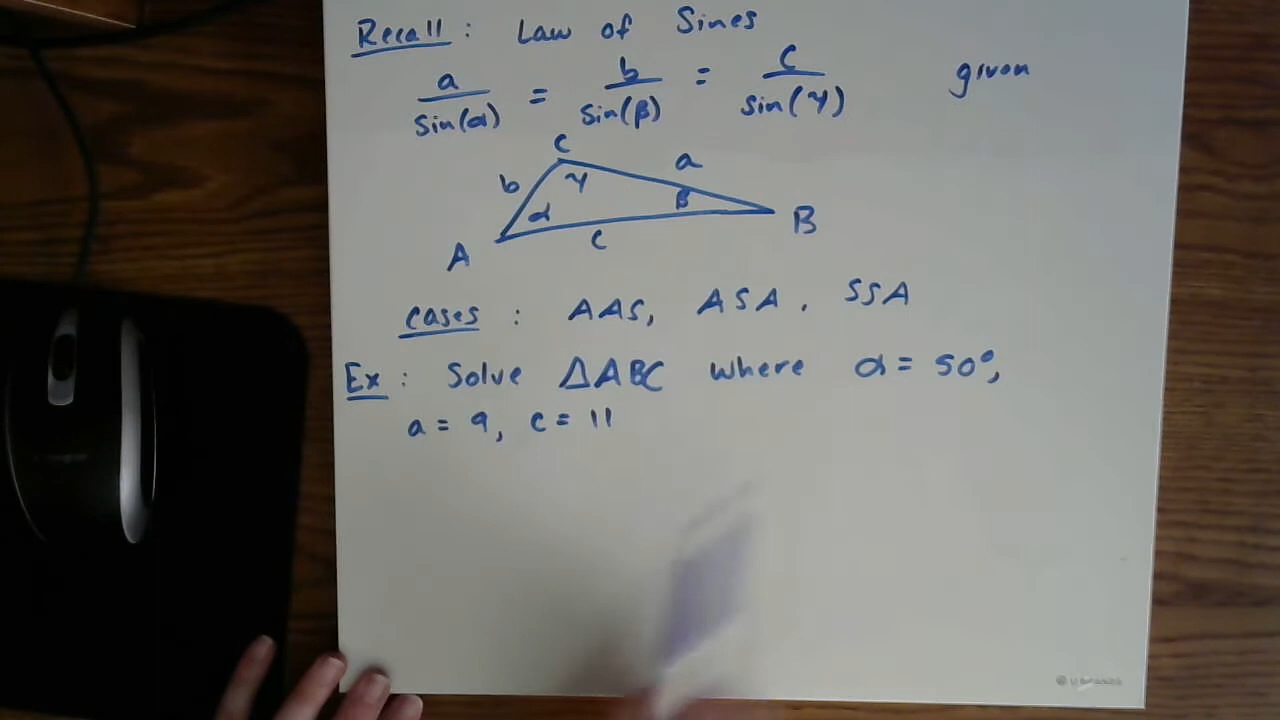 Recall: Law of Sines
a/sin(α) = b/sin(β) = c/sin(γ) given
C
b γ a
α β
A c B
cases: AAS, ASA, SSA
Ex: Solve ΔABC where α = 50°,
a = 9, c = 11